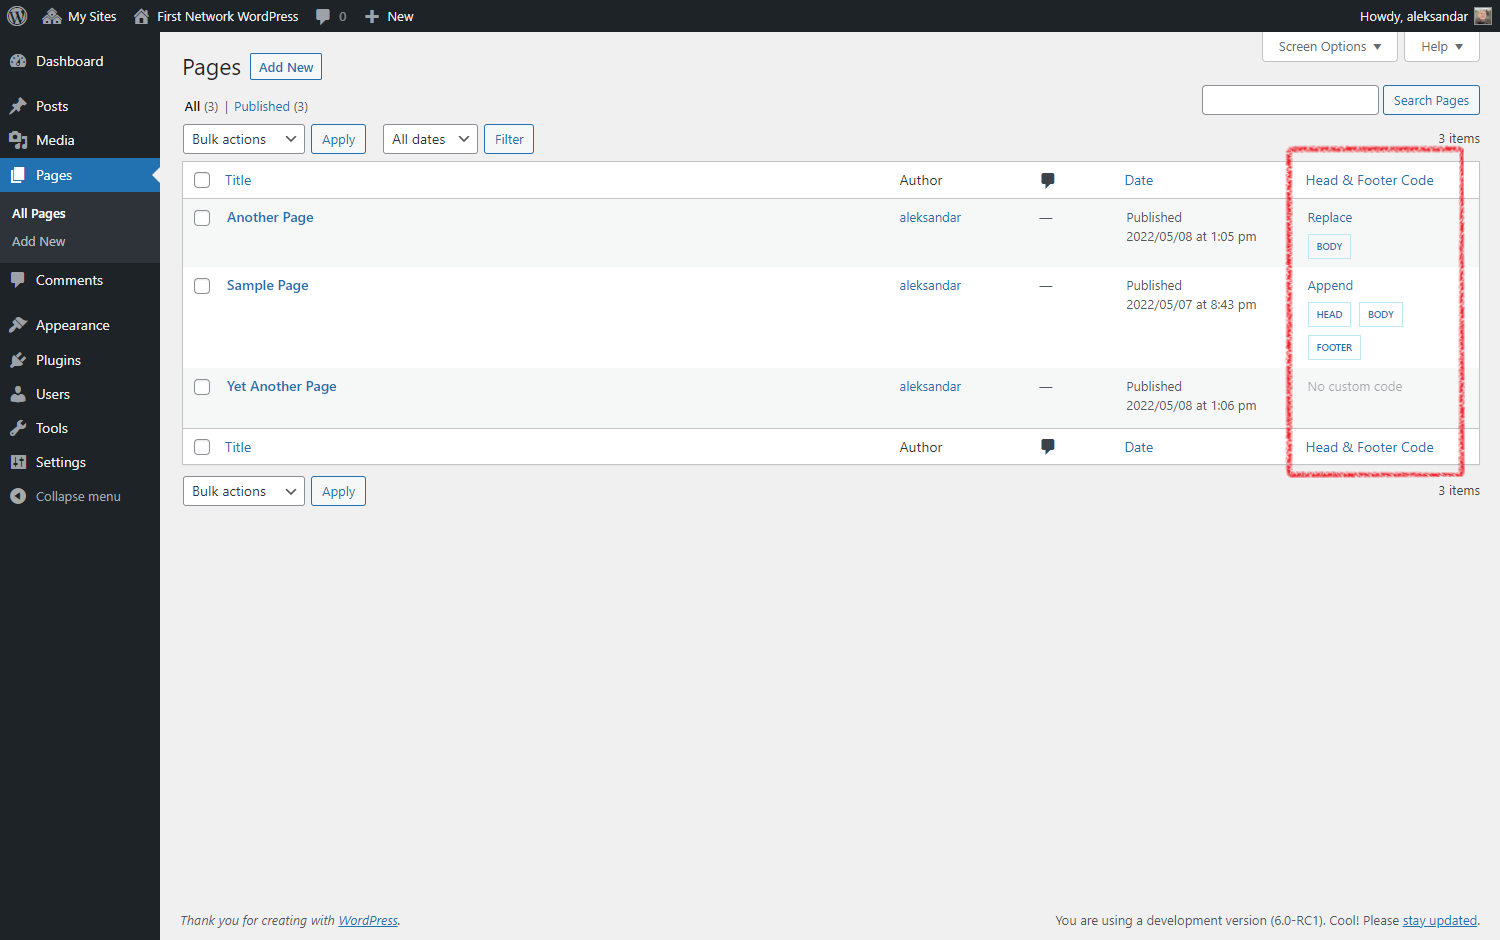 My Sites First Network WordPress 0 New Howdy, aleksandar
Screen Options Help
Dashboard
Posts
Media
Pages
All Pages
Add New
Comments
Appearance
Plugins
Users
Tools
Settings
Collapse menu
Pages Add New
All (3) | Published (3)
Search Pages
Bulk actions Apply All dates Filter
3 items
Title Author Date Head & Footer Code
Another Page aleksandar — Published Replace
2022/05/08 at 1:05 pm BODY
Sample Page aleksandar — Published Append
2022/05/07 at 8:43 pm HEAD BODY
FOOTER
Yet Another Page aleksandar — Published No custom code
2022/05/08 at 1:06 pm
Title Author Date Head & Footer Code
Bulk actions Apply
3 items
Thank you for creating with WordPress. You are using a development version (6.0-RC1). Cool! Please stay updated.